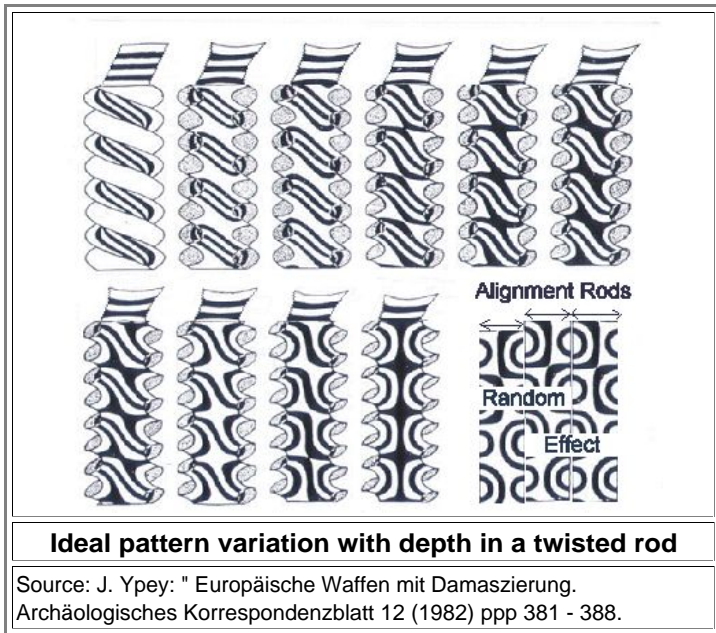 Alignment Rods
Random
Effect
Ideal pattern variation with depth in a twisted rod
Source: J. Ypey: " Europäische Waffen mit Damaszierung.
Archäologisches Korrespondenzblatt 12 (1982) ppp 381 - 388.